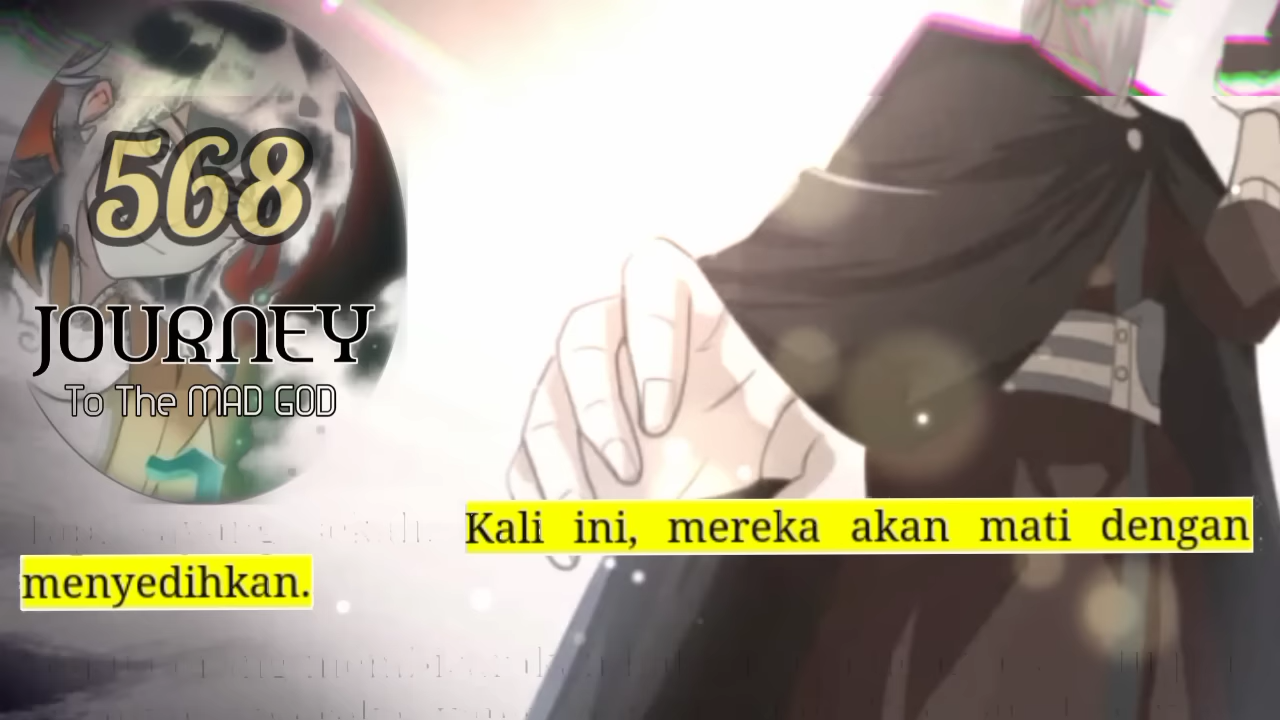 568
JOURNEY
To The MAD GOD
Kali ini, mereka akan mati dengan
menyedihkan.